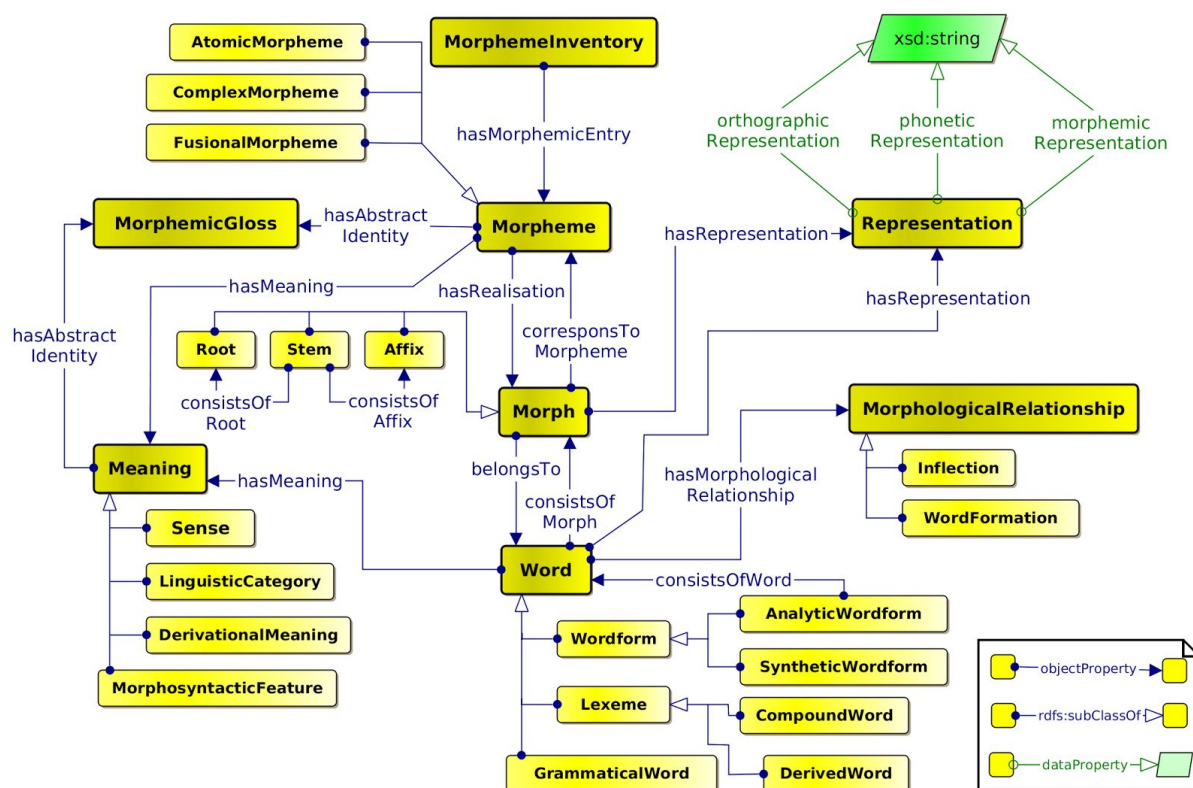 AtomicMorpheme
MorphemeInventory
xsd:string
ComplexMorpheme
FusionalMorpheme
hasMorphemicEntry
orthographic
Representation
phonetic
Representation
morphemic
Representation
MorphemicGloss
hasAbstract
Identity
Morpheme
hasRepresentation
Representation
hasMeaning
hasRealisation
hasRepresentation
hasAbstract
Identity
Root
Stem
Affix
corresponsTo
Morpheme
consistsOf
Root
consistsOf
Affix
Morph
MorphologicalRelationship
Meaning
hasMeaning
belongsTo
consistsOf
Morph
hasMorphological
Relationship
Inflection
WordFormation
Sense
Word
LinguisticCategory
consistsOfWord
DerivationalMeaning
Wordform
AnalyticWordform
SyntheticWordform
MorphosyntacticFeature
Lexeme
CompoundWord
GrammaticalWord
DerivedWord
objectProperty
rdfs:subClassOf
dataProperty